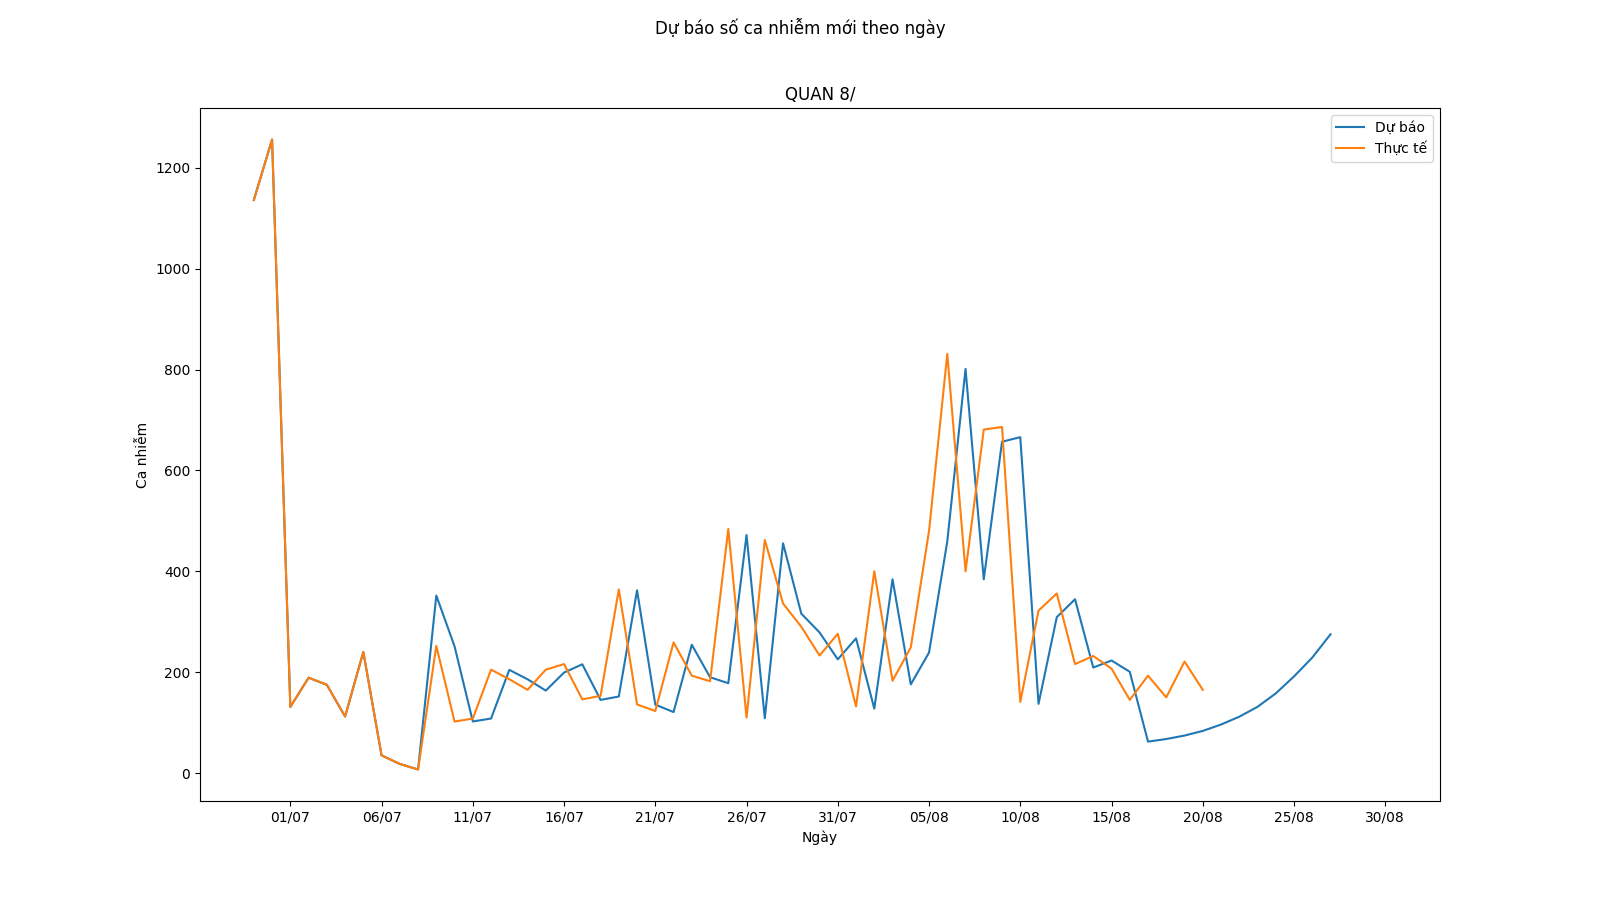 Dự báo số ca nhiễm mới theo ngày
QUAN 8/
Dự báo
Thực tế
1200
1000
800
600
400
200
0
Ca nhiễm
01/07 06/07 11/07 16/07 21/07 26/07 31/07 05/08 10/08 15/08 20/08 25/08 30/08
Ngày